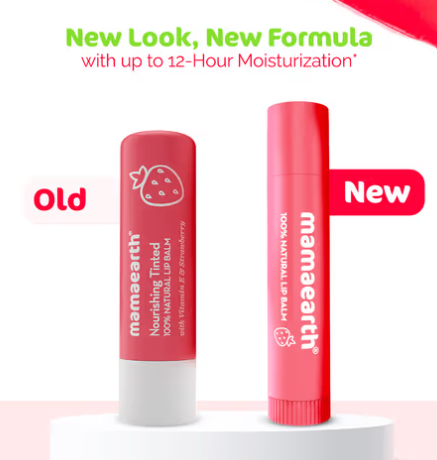 New Look, New Formula
with up to 12-Hour Moisturization*
Old
mamaearth®
Nourishing Tinted
100% NATURAL LIP BALM
with Vitamin E & Strawberry
New
mamaearth®
100% NATURAL LIP BALM